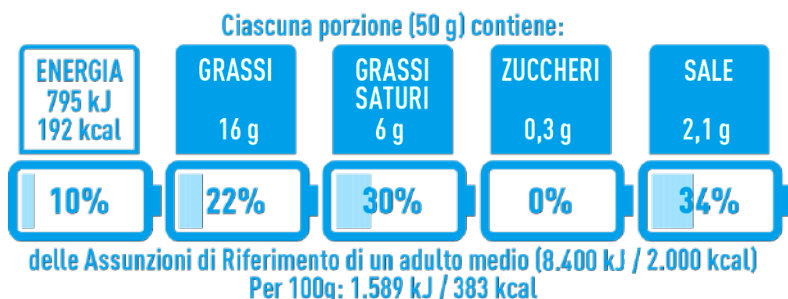 Ciascuna porzione (50 g) contiene:
ENERGIA
795 kJ
192 kcal
GRASSI
16 g
GRASSI
SATURI
6 g
ZUCCHERI
0,3 g
SALE
2,1 g
10%
22%
30%
0%
34%
delle Assunzioni di Riferimento di un adulto medio (8.400 kJ / 2.000 kcal)
Per 100g: 1.589 kJ / 383 kcal